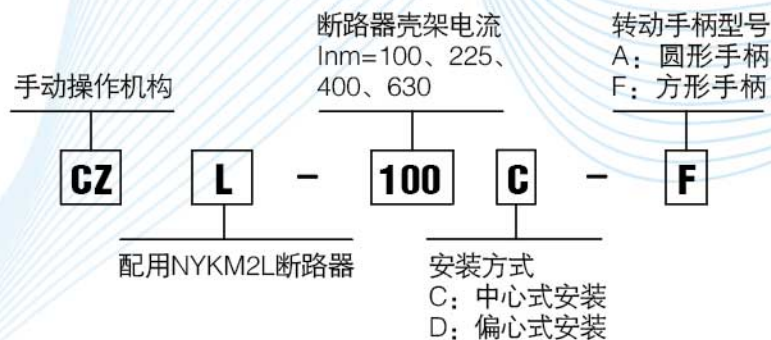 断路器壳架电流
Inm=100、225、
400、630
转动手柄型号
A：圆形手柄
F：方形手柄
手动操作机构
CZ L - 100 C - F
配用NYKM2L断路器
安装方式
C：中心式安装
D：偏心式安装